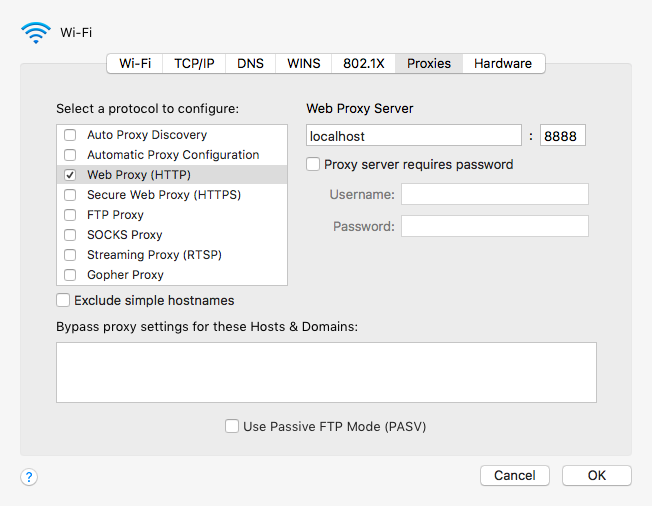 Wi-Fi
Wi-Fi TCP/IP DNS WINS 802.1X Proxies Hardware
Select a protocol to configure:
Auto Proxy Discovery
Automatic Proxy Configuration
Web Proxy (HTTP)
Secure Web Proxy (HTTPS)
FTP Proxy
SOCKS Proxy
Streaming Proxy (RTSP)
Gopher Proxy
Exclude simple hostnames
Web Proxy Server
localhost : 8888
Proxy server requires password
Username:
Password:
Bypass proxy settings for these Hosts & Domains:
Use Passive FTP Mode (PASV)
? Cancel OK